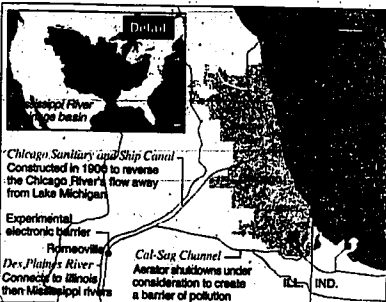 Detail
Mississippi River
basin
Chicago Sanitary and Ship Canal
Constructed in 1906 to reverse
the Chicago River's flow away
from Lake Michigan
Experimental
electronic barrier
Romeoville
Des Plaines River
Connects to Illinois,
then Mississippi rivers
Cal-Sag Channel
Aerator shutdowns under
consideration to create
a barrier of pollution
ILL. IND.